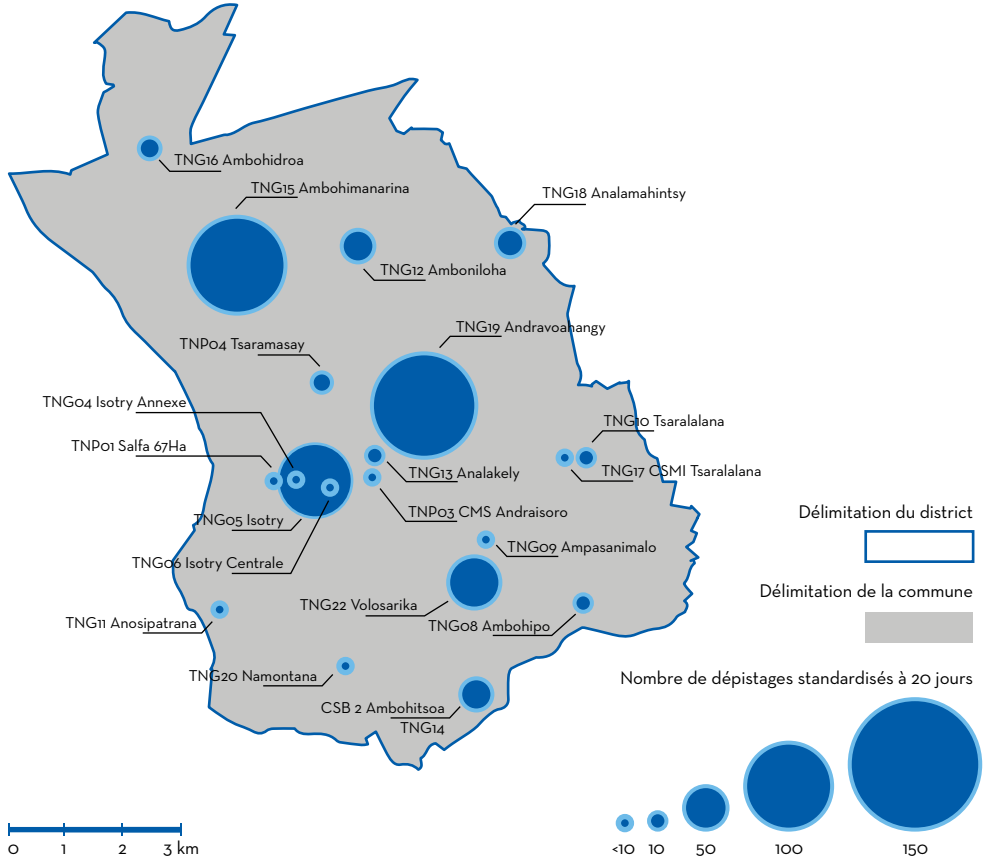 TNG16 Ambohidroa
TNG15 Ambohimanarina
TNG18 Analamahintsy
TNG12 Amboniloha
TNG19 Andravoahangy
TNP04 Tsaramasay
TNG04 Isotry Annexe
TNG10 Tsaralalana
TNP01 Salfa 67Ha
TNG13 Analakely
TNG17 CSMI Tsaralalana
TNP03 CMS Andraisoro
TNG05 Isotry
TNG09 Ampasanimalo
TNG06 Isotry Centrale
TNG22 Volosarika
TNG11 Anosipatrana
TNG08 Ambohipo
TNG20 Namontana
CSB 2 Ambohitsoa
TNG14
Délimitation du district
Délimitation de la commune
Nombre de dépistages standardisés à 20 jours
<10 10 50 100 150
0 1 2 3 km